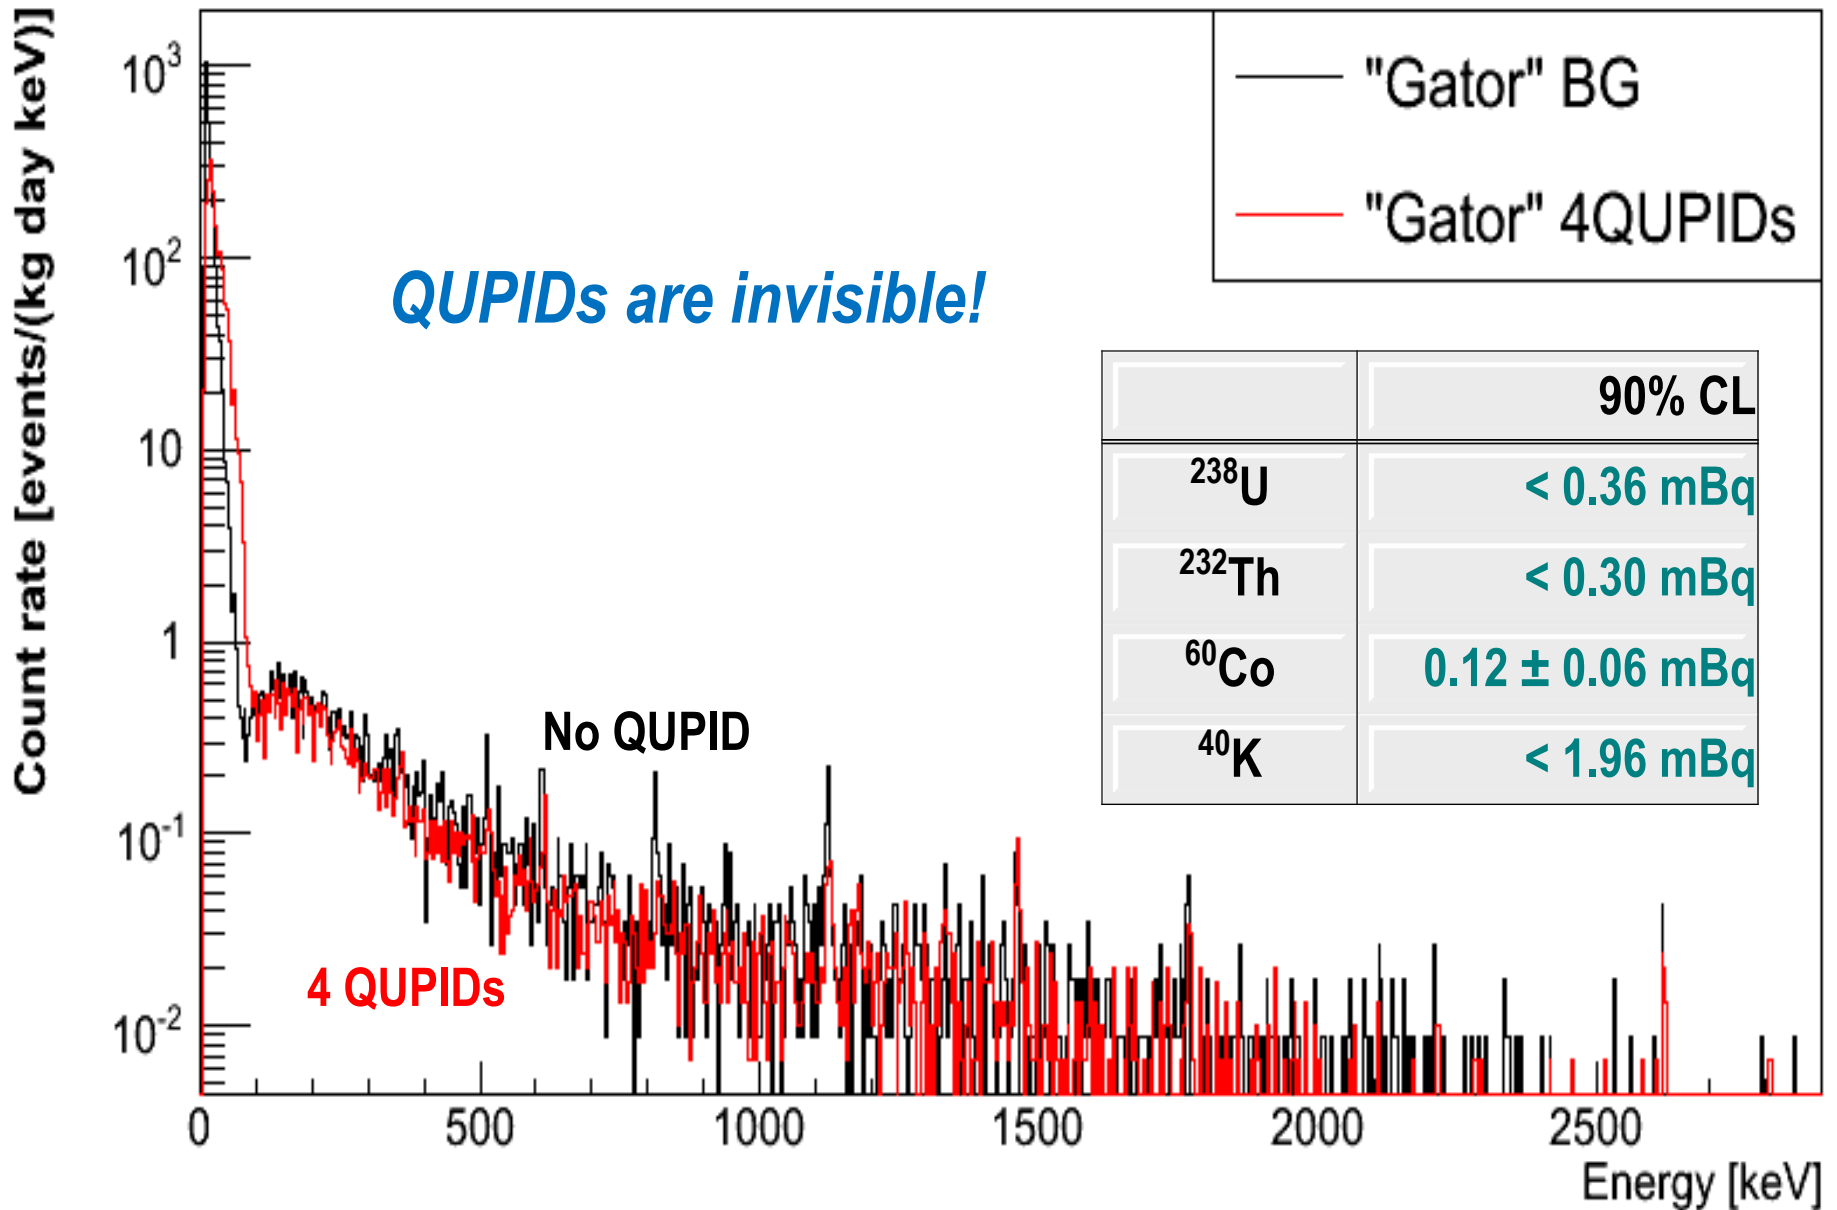 Count rate [events/(kg day keV)]
10³
10²
10
1
10⁻¹
10⁻²
"Gator" BG
"Gator" 4QUPIDs
QUPIDs are invisible!
90% CL
²³⁸U < 0.36 mBq
²³²Th < 0.30 mBq
⁶⁰Co 0.12 ± 0.06 mBq
⁴⁰K < 1.96 mBq
No QUPID
4 QUPIDs
0 500 1000 1500 2000 2500
Energy [keV]